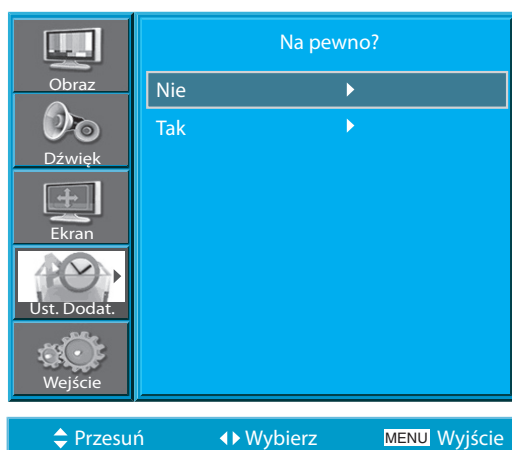 Obraz
Dźwięk
Ekran
Ust. Dodat.
Wejście
Na pewno?
Nie
Tak
Przesuń Wybierz MENU Wyjście